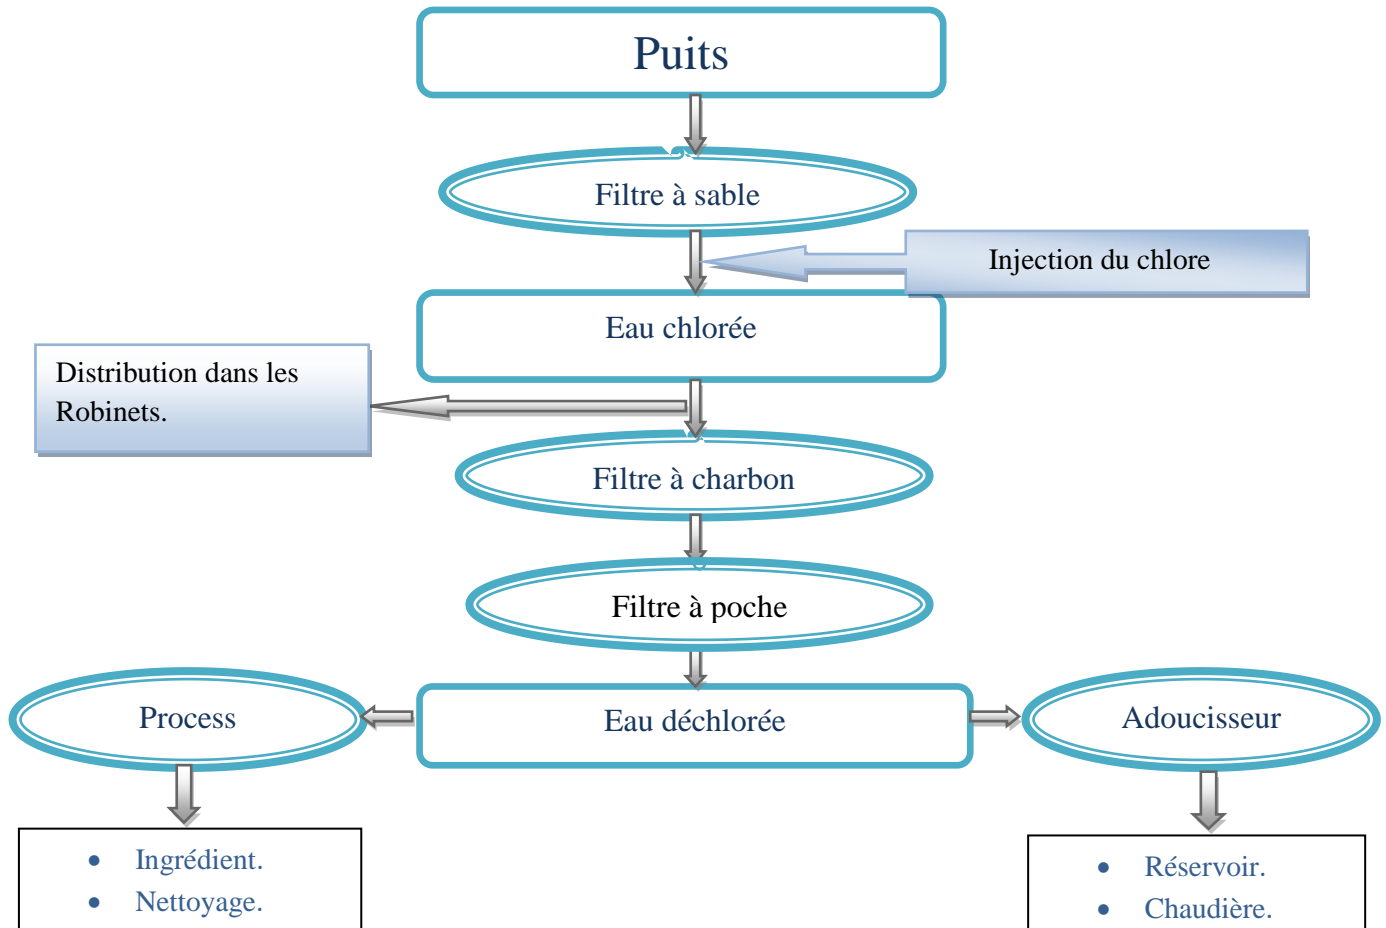 Puits
Filtre à sable
Injection du chlore
Eau chlorée
Distribution dans les
Robinets.
Filtre à charbon
Filtre à poche
Process
Eau déchlorée
Adoucisseur
• Ingrédient.
• Nettoyage.
• Réservoir.
• Chaudière.